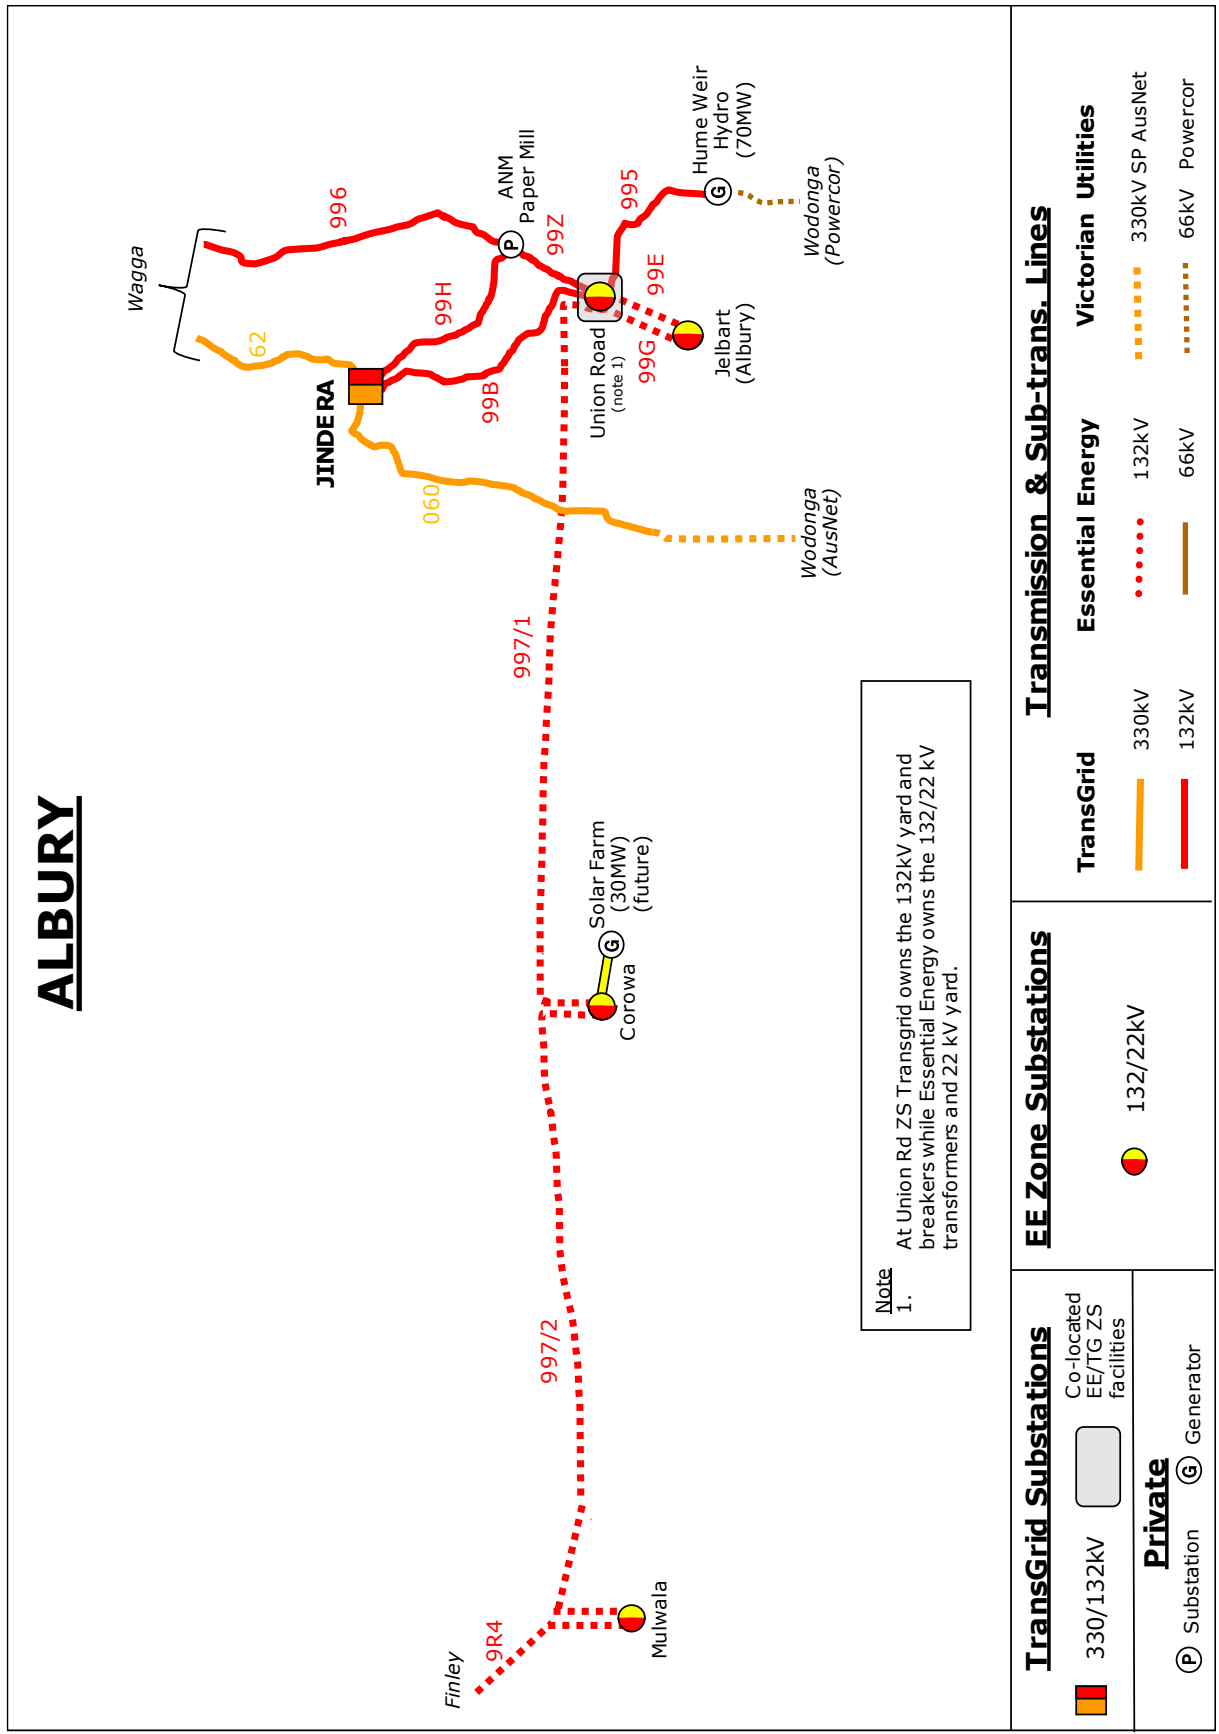 ALBURY
Wagga
996
62
JINDERA
99H
99B
ANM
Paper Mill
P
99Z
995
Hume Weir
Hydro
(70MW)
G
Wodonga
(Powercor)
99E
99G
Jelbart
(Albury)
Union Road
(note 1)
060
Wodonga
(AusNet)
997/1
Solar Farm
(30MW)
(future)
G
Corowa
997/2
Finley
9R4
Mulwala
Note
1.
At Union Rd ZS Transgrid owns the 132kV yard and
breakers while Essential Energy owns the 132/22 kV
transformers and 22 kV yard.
TransGrid Substations
330/132kV
Co-located
EE/TG ZS
facilities
Private
P Substation
G Generator
EE Zone Substations
132/22kV
Transmission & Sub-trans. Lines
TransGrid
Essential Energy
Victorian Utilities
330kV
132kV
330kV SP AusNet
132kV
66kV
66kV Powercor